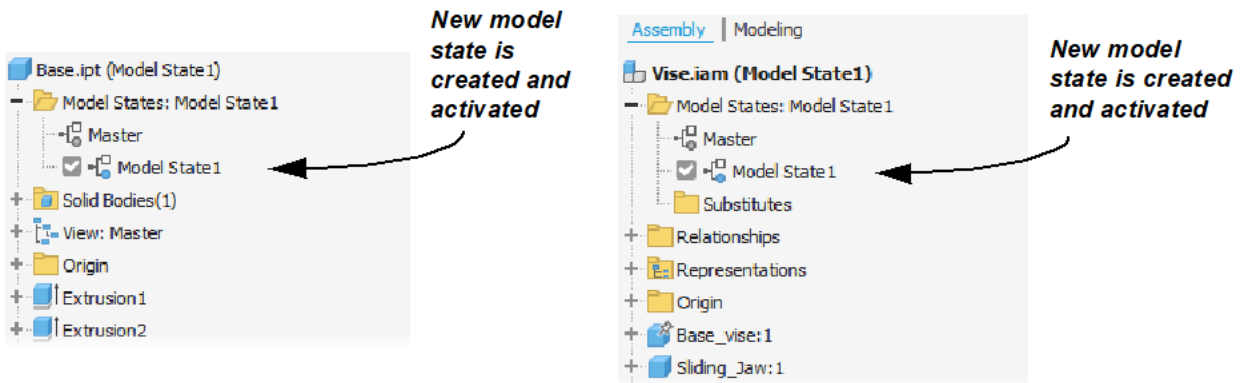 New model
state is
created and
activated
Base.ipt (Model State1)
Model States: Model State1
Master
Model State1
Solid Bodies(1)
View: Master
Origin
Extrusion1
Extrusion2
Assembly | Modeling
New model
state is created
and activated
Vise.iam (Model State1)
Model States: Model State1
Master
Model State1
Substitutes
Relationships
Representations
Origin
Base_vise:1
Sliding_Jaw:1